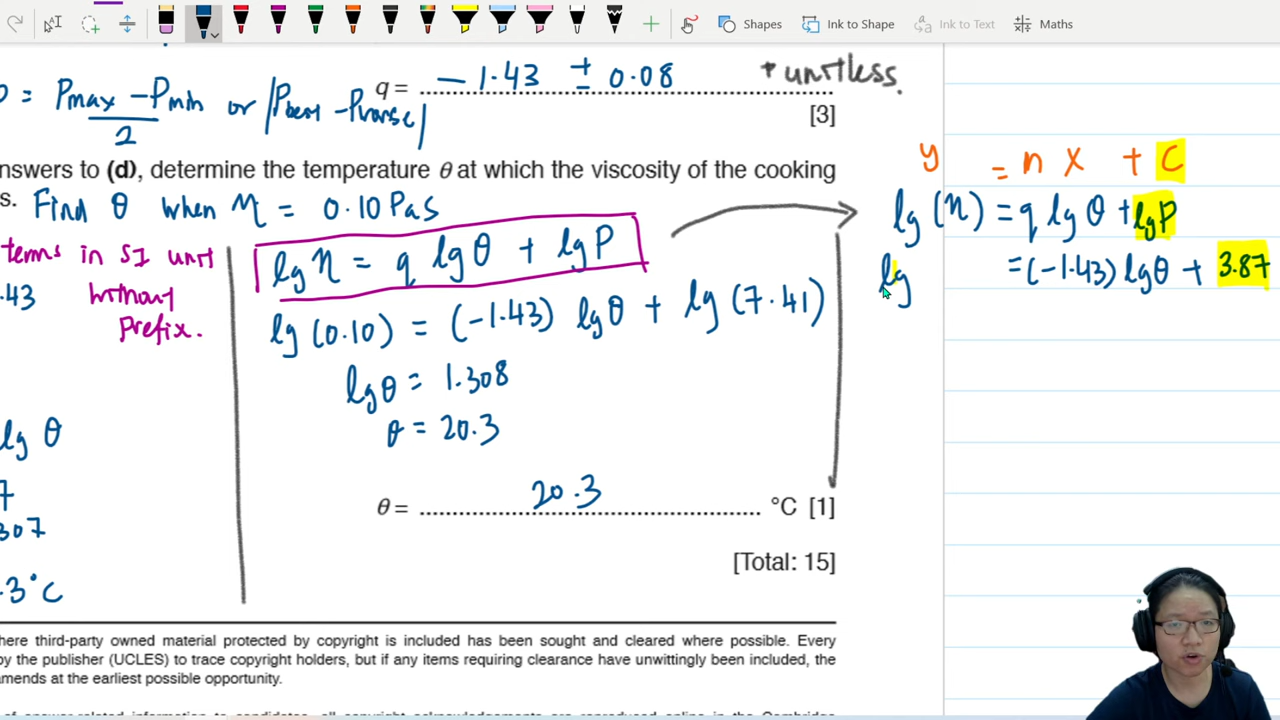 Shapes Ink to Shape Ink to Text Maths
q = – 1.43 ± 0.08 * unitless.
= Pmax – Pmin / 2 or |Pbest – Pworse|
[3]
nswers to (d), determine the temperature θ at which the viscosity of the cooking
s. Find θ when η = 0.10 Pas
terms in SI unit
without
prefix.
.43
lg θ
7
307
.3°C
lg η = q lg θ + lg P
lg (0.10) = (–1.43) lg θ + lg (7.41)
lg θ = 1.308
θ = 20.3
θ = 20.3 °C [1]
[Total: 15]
y = m x + c
lg (η) = q lg θ + lg P
= (–1.43) lg θ + 3.87
lg
here third-party owned material protected by copyright is included has been sought and cleared where possible. Every
by the publisher (UCLES) to trace copyright holders, but if any items requiring clearance have unwittingly been included, the
amends at the earliest possible opportunity.